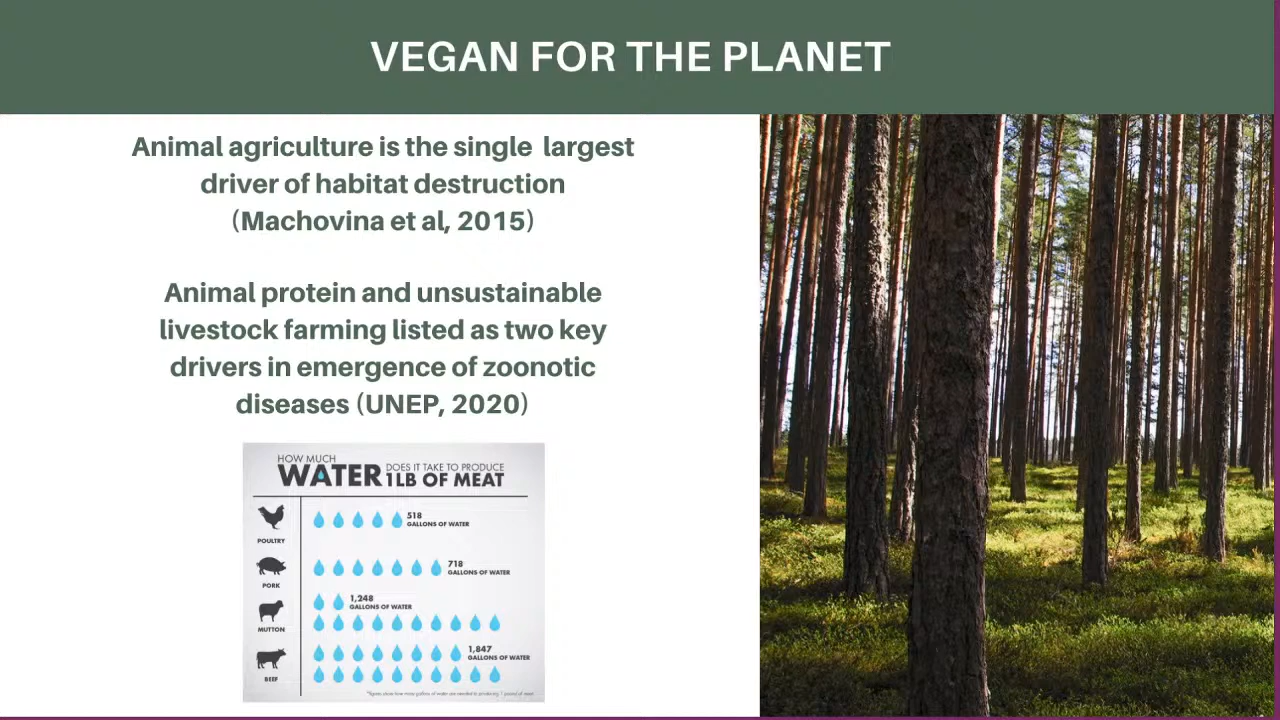 VEGAN FOR THE PLANET
Animal agriculture is the single largest
driver of habitat destruction
(Machovina et al, 2015)
Animal protein and unsustainable
livestock farming listed as two key
drivers in emergence of zoonotic
diseases (UNEP, 2020)
HOW MUCH
WATER DOES IT TAKE TO PRODUCE
1LB OF MEAT
518
GALLONS OF WATER
POULTRY
718
GALLONS OF WATER
PORK
1,248
GALLONS OF WATER
MUTTON
1,847
GALLONS OF WATER
BEEF